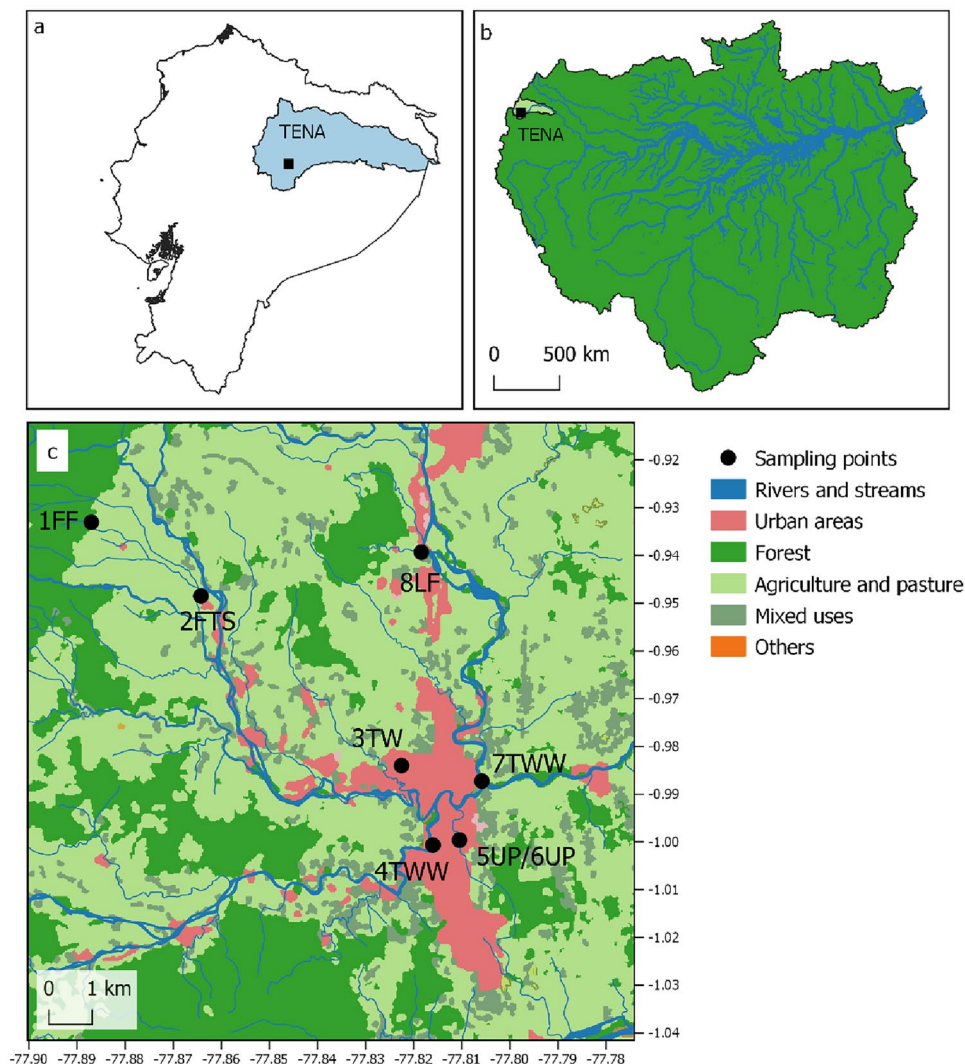 a
TENA
b
TENA
0 500 km
c
1FF
2FTS
8LF
3TW
7TWW
4TWW
5UP/6UP
0 1 km
-0.92
-0.93
-0.94
-0.95
-0.96
-0.97
-0.98
-0.99
-1.00
-1.01
-1.02
-1.03
-1.04
-77.90 -77.89 -77.88 -77.87 -77.86 -77.85 -77.84 -77.83 -77.82 -77.81 -77.80 -77.79 -77.78
Sampling points
Rivers and streams
Urban areas
Forest
Agriculture and pasture
Mixed uses
Others